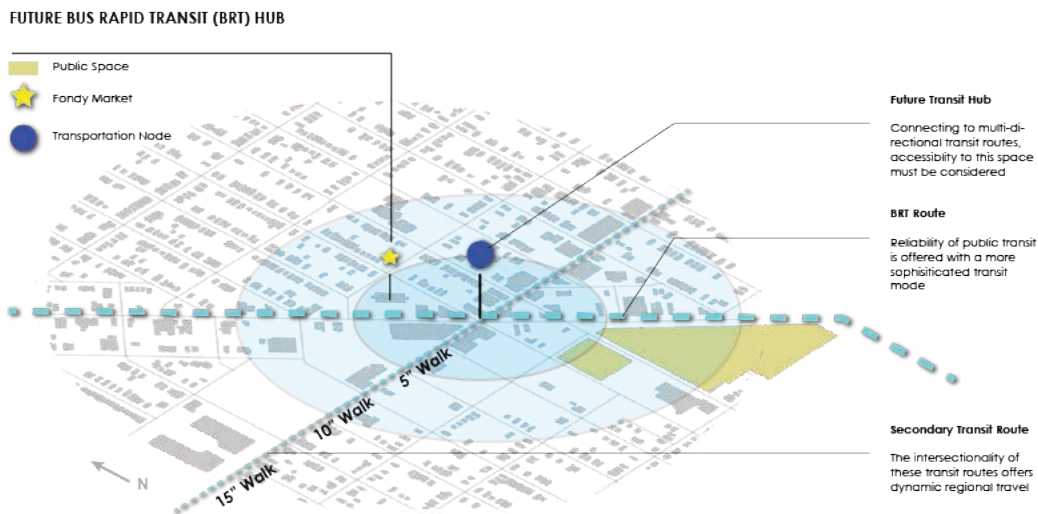 FUTURE BUS RAPID TRANSIT (BRT) HUB
Public Space
Fondy Market
Transportation Node
Future Transit Hub
Connecting to multi-di-
rectional transit routes,
accessiblity to this space
must be considered
BRT Route
Reliability of public transit
is offered with a more
sophisiticated transit
mode
5" Walk
10" Walk
15" Walk
Secondary Transit Route
The intersectionality of
these transit routes offers
dynamic regional travel
N